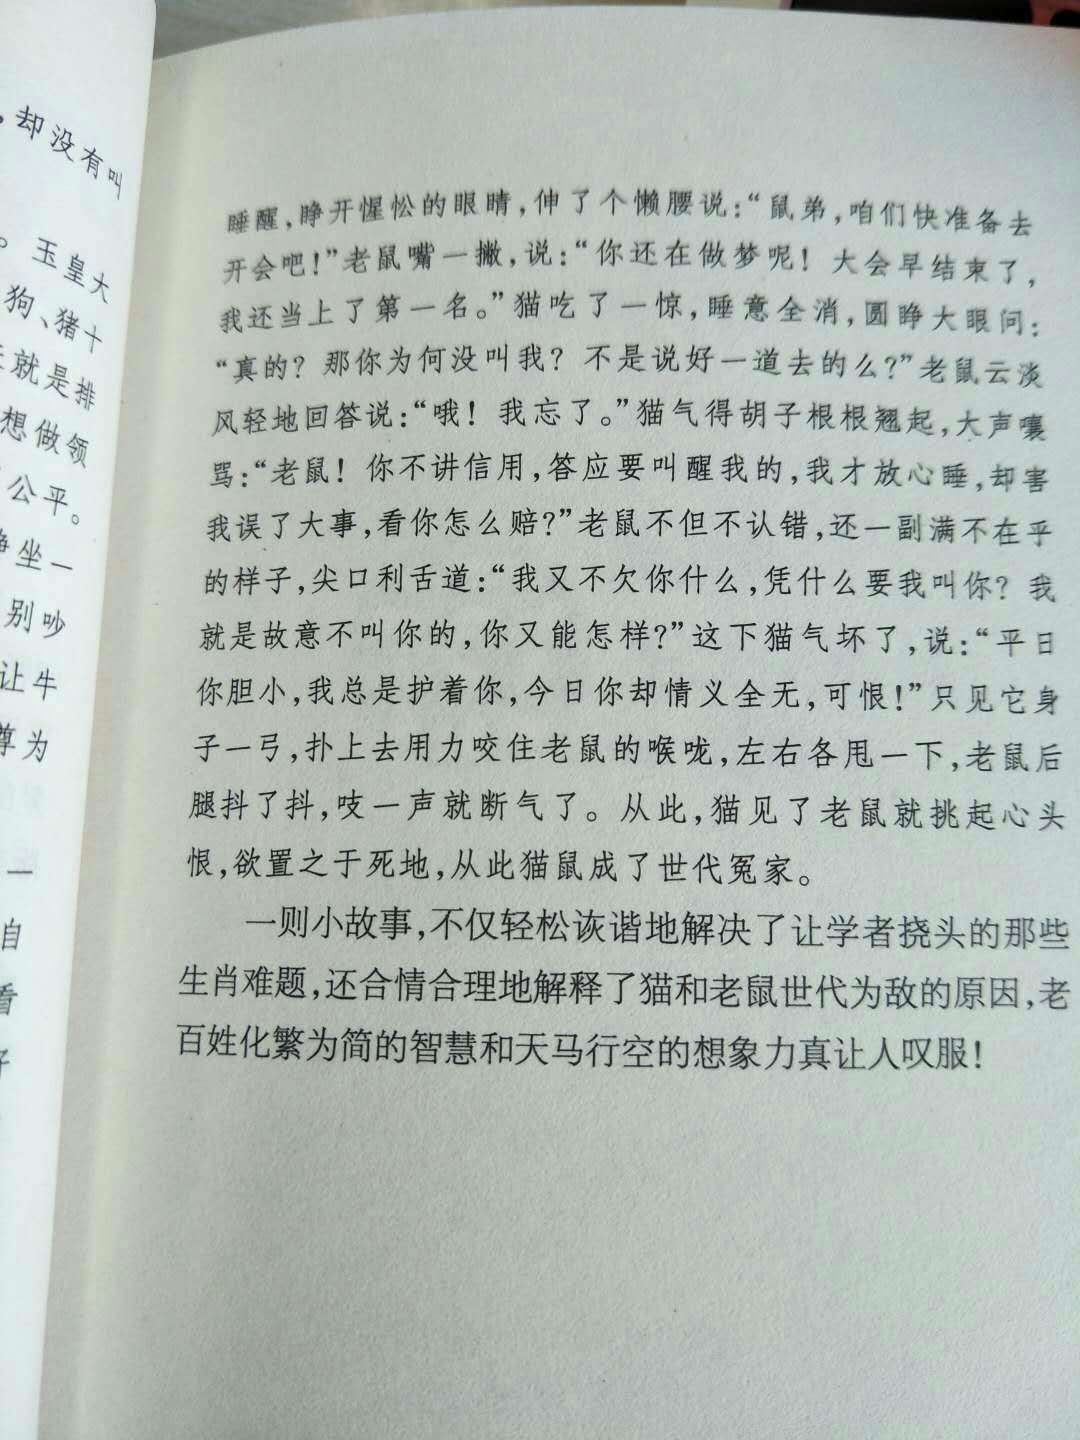 ，却没有叫
。玉皇大
狗、猪十
就是排
想做领
公平。
坐一
别吵
让牛
尊为
一
自
看
睡醒，睁开惺忪的眼睛，伸了个懒腰说：“鼠弟，咱们快准备去
开会吧！”老鼠嘴一撇，说：“你还在做梦呢！大会早结束了，
我还当上了第一名。”猫吃了一惊，睡意全消，圆睁大眼问：
“真的？那你为何没叫我？不是说好一道去的么？”老鼠云淡
风轻地回答说：“哦！我忘了。”猫气得胡子根根翘起，大声嚷
骂：“老鼠！你不讲信用，答应要叫醒我的，我才放心睡，却害
我误了大事，看你怎么赔？”老鼠不但不认错，还一副满不在乎
的样子，尖口利舌道：“我又不欠你什么，凭什么要我叫你？我
就是故意不叫你的，你又能怎样？”这下猫气坏了，说：“平日
你胆小，我总是护着你，今日你却情义全无，可恨！”只见它身
子一弓，扑上去用力咬住老鼠的喉咙，左右各甩一下，老鼠后
腿抖了抖，吱一声就断气了。从此，猫见了老鼠就挑起心头
恨，欲置之于死地，从此猫鼠成了世代冤家。
一则小故事，不仅轻松诙谐地解决了让学者挠头的那些
生肖难题，还合情合理地解释了猫和老鼠世代为敌的原因，老
百姓化繁为简的智慧和天马行空的想象力真让人叹服！